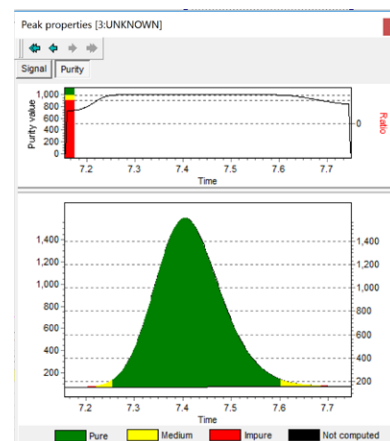 Peak properties [3:UNKNOWN]
Signal Purity
Purity value
1,000
800
600
400
200
0
0
Ratio
7.2 7.3 7.4 7.5 7.6 7.7
Time
1,400 1,400
1,200 1,200
1,000 1,000
800 800
600 600
400 400
200 200
7.2 7.3 7.4 7.5 7.6 7.7
Time
Pure Medium Impure Not computed